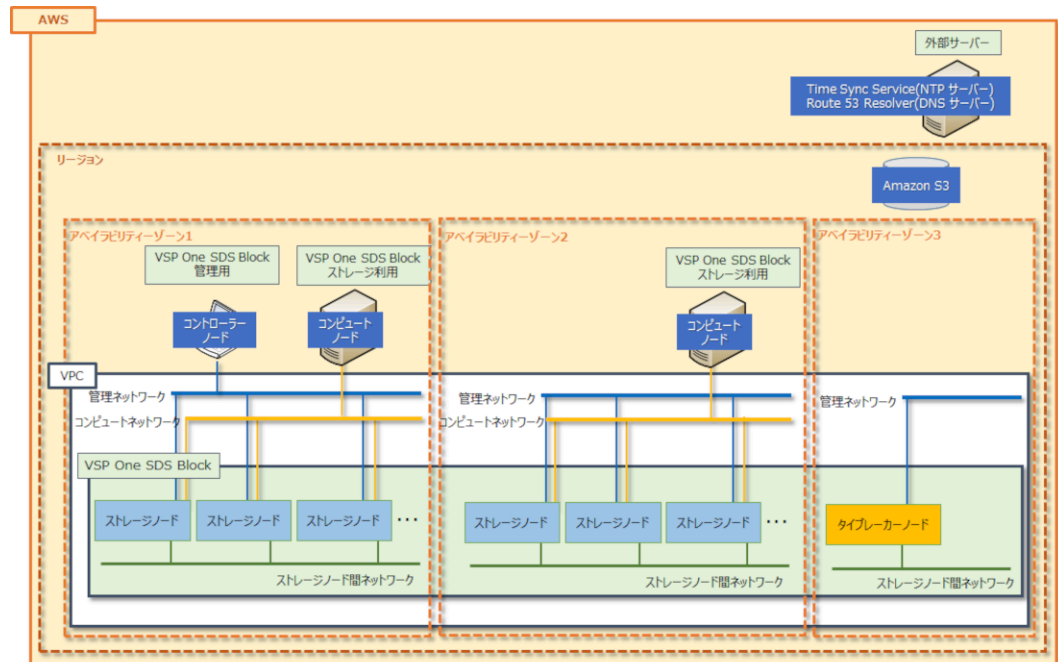 AWS
外部サーバー
Time Sync Service(NTP サーバー)
Route 53 Resolver(DNS サーバー)
リージョン
Amazon S3
アベイラビリティーゾーン1
アベイラビリティーゾーン2
アベイラビリティーゾーン3
VSP One SDS Block
管理用
VSP One SDS Block
ストレージ利用
VSP One SDS Block
ストレージ利用
コントローラー
ノード
コンピュート
ノード
コンピュート
ノード
VPC
管理ネットワーク
管理ネットワーク
管理ネットワーク
コンピュートネットワーク
コンピュートネットワーク
VSP One SDS Block
ストレージノード
ストレージノード
ストレージノード
…
ストレージノード
ストレージノード
ストレージノード
…
タイブレーカーノード
ストレージノード間ネットワーク
ストレージノード間ネットワーク
ストレージノード間ネットワーク